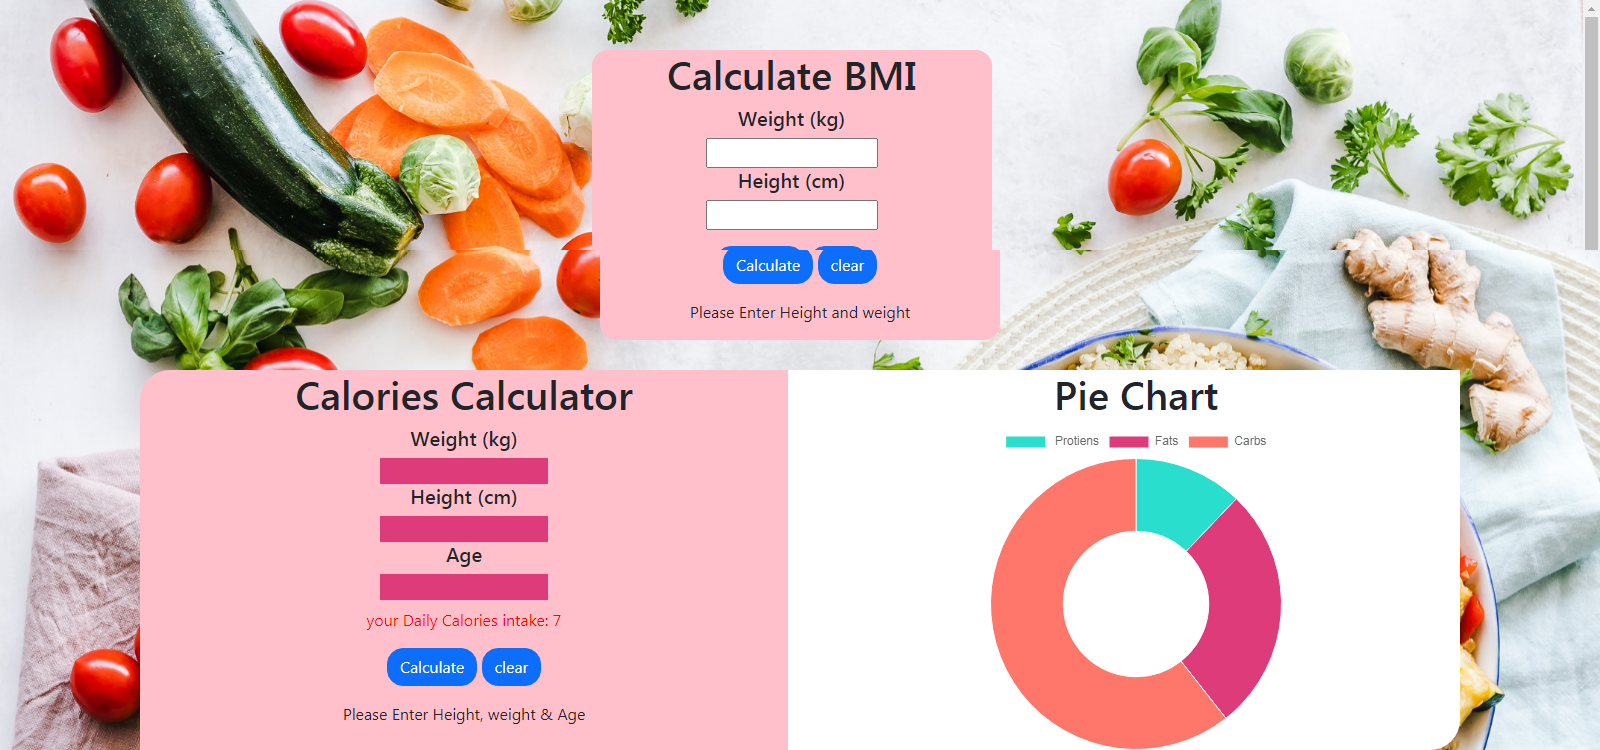 Calculate BMI
Weight (kg)
Height (cm)
Calculate clear
Please Enter Height and weight
Calories Calculator
Weight (kg)
Height (cm)
Age
your Daily Calories intake: 7
Calculate clear
Please Enter Height, weight & Age
Pie Chart
Protiens Fats Carbs